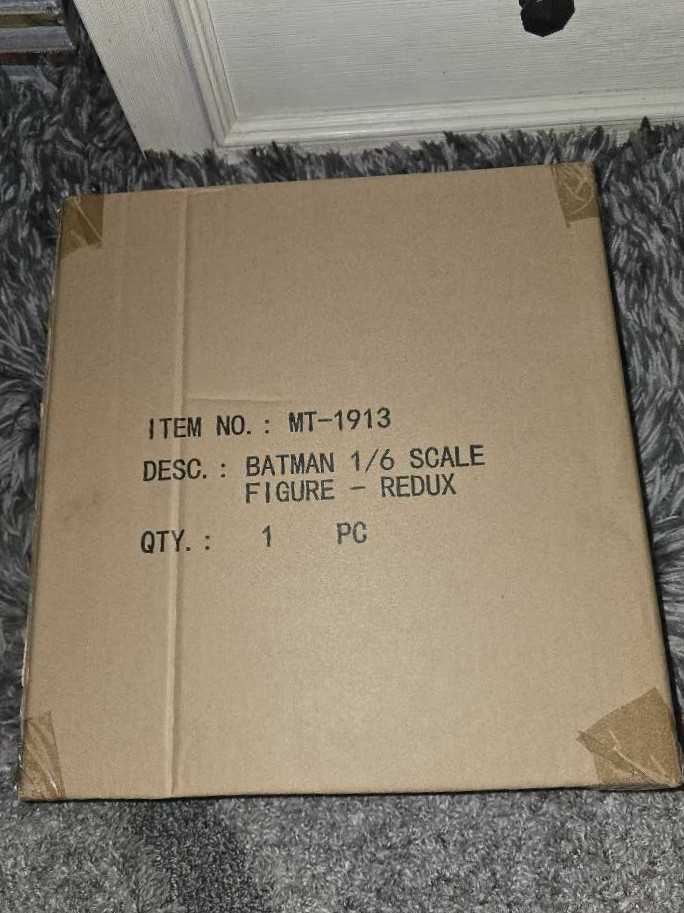 ITEM NO.: MT-1913
DESC.: BATMAN 1/6 SCALE
FIGURE - REDUX
QTY.: 1 PC